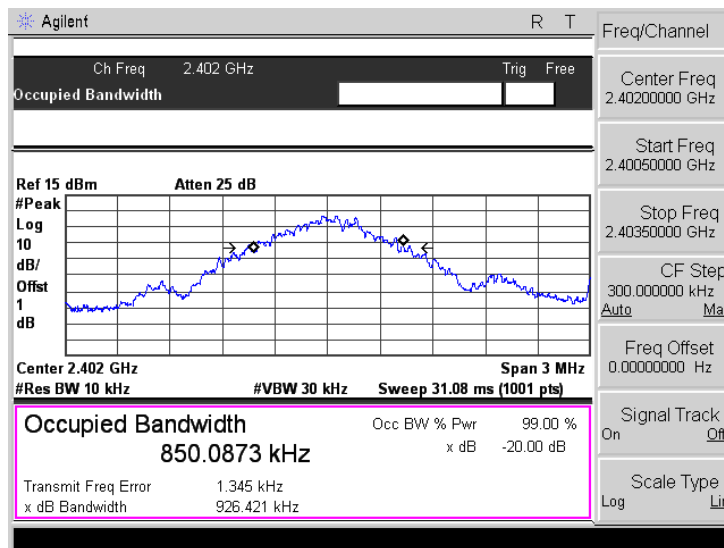 Agilent R T
Ch Freq 2.402 GHz Trig Free
Occupied Bandwidth
Ref 15 dBm Atten 25 dB
#Peak
Log
10
dB/
Offst
1
dB
Center 2.402 GHz Span 3 MHz
#Res BW 10 kHz #VBW 30 kHz Sweep 31.08 ms (1001 pts)
Occupied Bandwidth Occ BW % Pwr 99.00 %
850.0873 kHz x dB -20.00 dB
Transmit Freq Error 1.345 kHz
x dB Bandwidth 926.421 kHz
Freq/Channel
Center Freq
2.40200000 GHz
Start Freq
2.40050000 GHz
Stop Freq
2.40350000 GHz
CF Step
300.000000 kHz
Auto Ma
Freq Offset
0.00000000 Hz
Signal Track
On Off
Scale Type
Log Lin